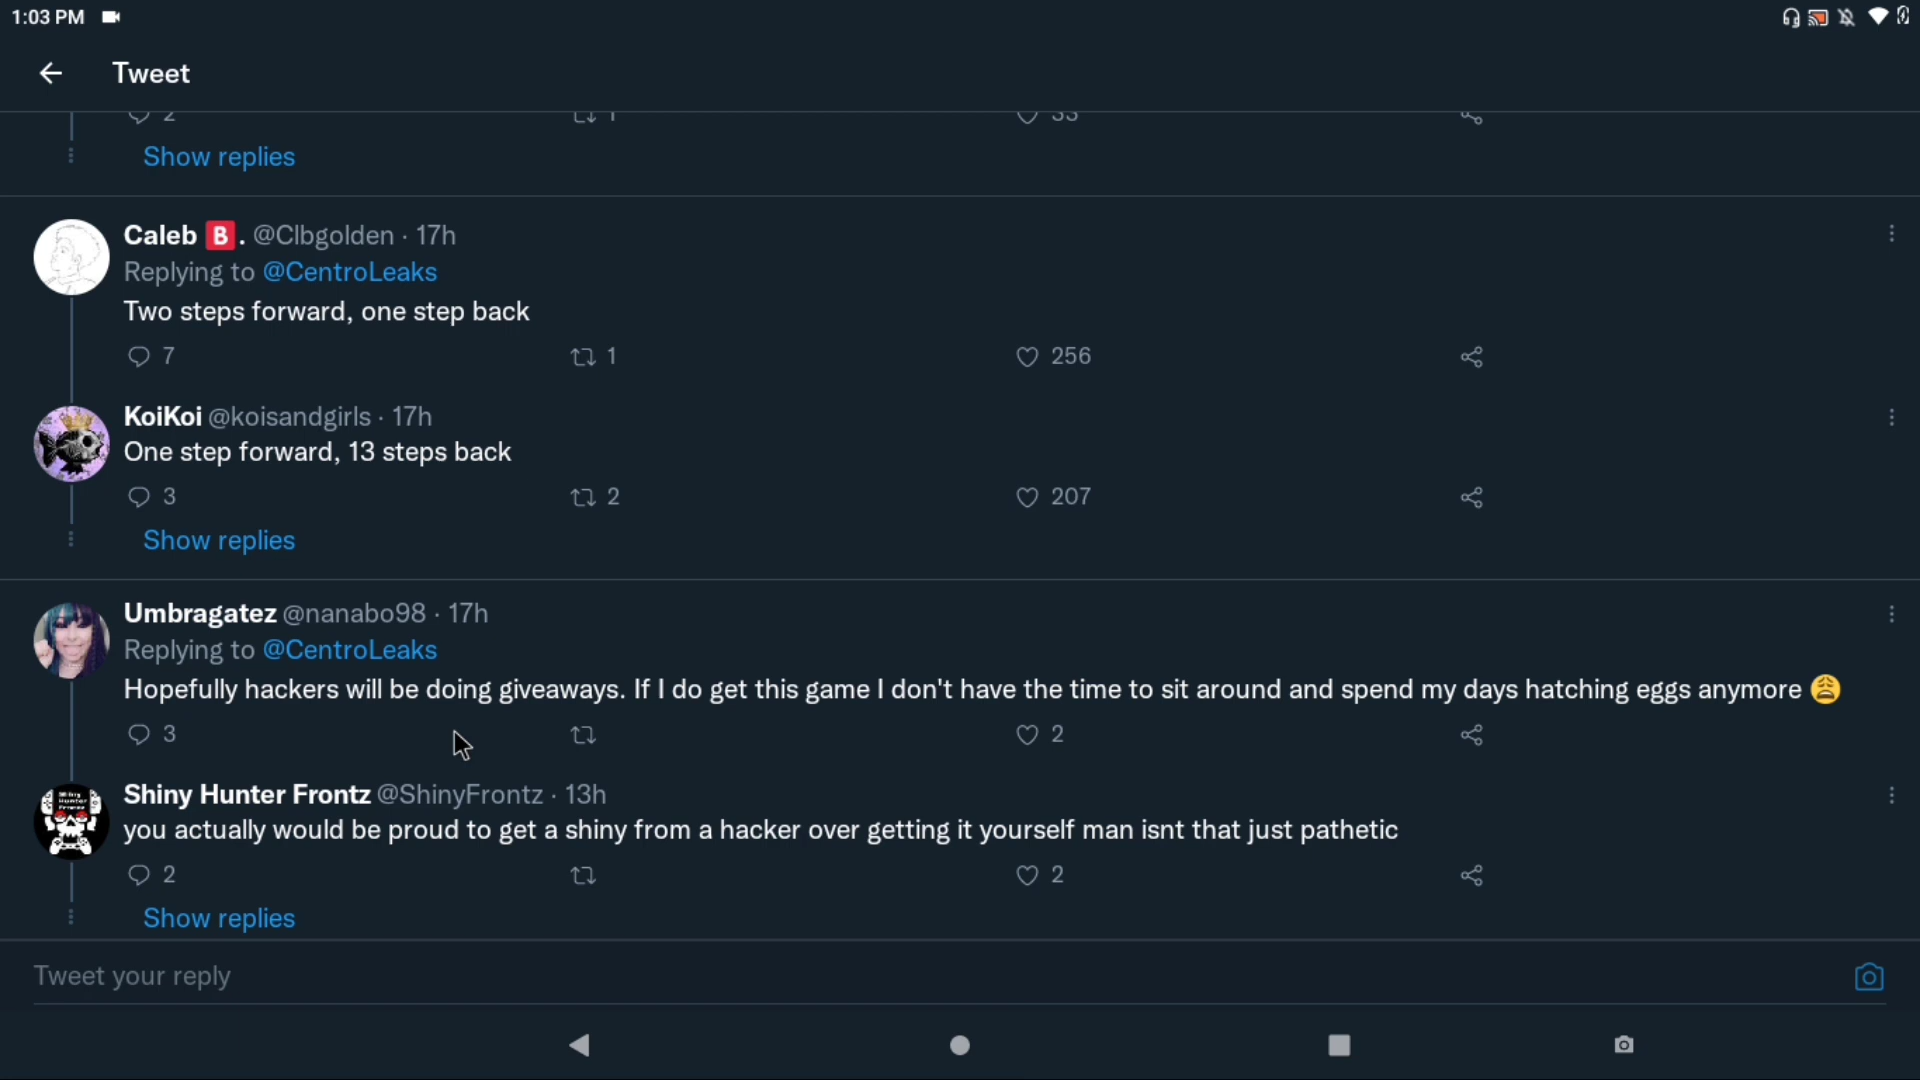 1:03 PM
Tweet
2 1 33
Show replies
Caleb B . @Clbgolden · 17h
Replying to @CentroLeaks
Two steps forward, one step back
7 1 256
KoiKoi @koisandgirls · 17h
One step forward, 13 steps back
3 2 207
Show replies
Umbragatez @nanabo98 · 17h
Replying to @CentroLeaks
Hopefully hackers will be doing giveaways. If I do get this game I don't have the time to sit around and spend my days hatching eggs anymore 😩
3 2
Shiny Hunter Frontz @ShinyFrontz · 13h
you actually would be proud to get a shiny from a hacker over getting it yourself man isnt that just pathetic
2 2
Show replies
Tweet your reply